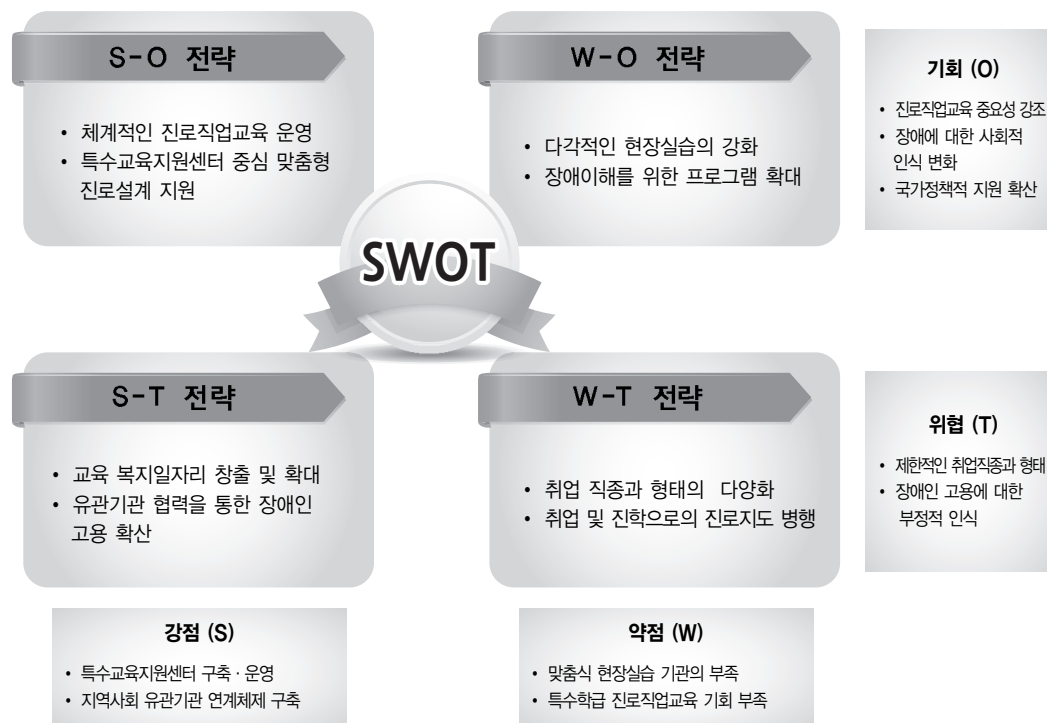 S-O 전략
• 체계적인 진로직업교육 운영
• 특수교육지원센터 중심 맞춤형
진로설계 지원
W-O 전략
• 다각적인 현장실습의 강화
• 장애이해를 위한 프로그램 확대
기회 (O)
• 진로직업교육 중요성 강조
• 장애에 대한 사회적
인식 변화
• 국가정책적 지원 확산
SWOT
S-T 전략
• 교육 복지일자리 창출 및 확대
• 유관기관 협력을 통한 장애인
고용 확산
W-T 전략
• 취업 직종과 형태의 다양화
• 취업 및 진학으로의 진로지도 병행
위협 (T)
• 제한적인 취업직종과 형태
• 장애인 고용에 대한
부정적 인식
강점 (S)
• 특수교육지원센터 구축 · 운영
• 지역사회 유관기관 연계체제 구축
약점 (W)
• 맞춤식 현장실습 기관의 부족
• 특수학급 진로직업교육 기회 부족